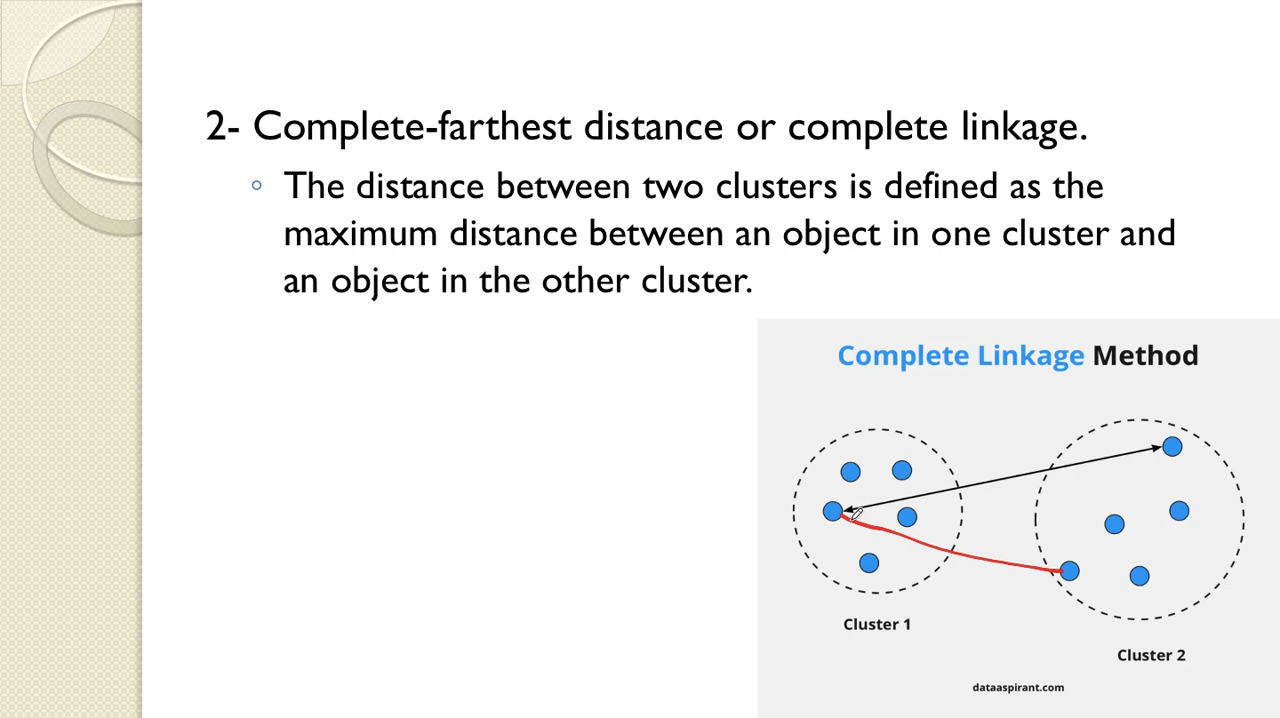 2- Complete-farthest distance or complete linkage.
◦ The distance between two clusters is defined as the
maximum distance between an object in one cluster and
an object in the other cluster.
Complete Linkage Method
Cluster 1
Cluster 2
dataaspirant.com